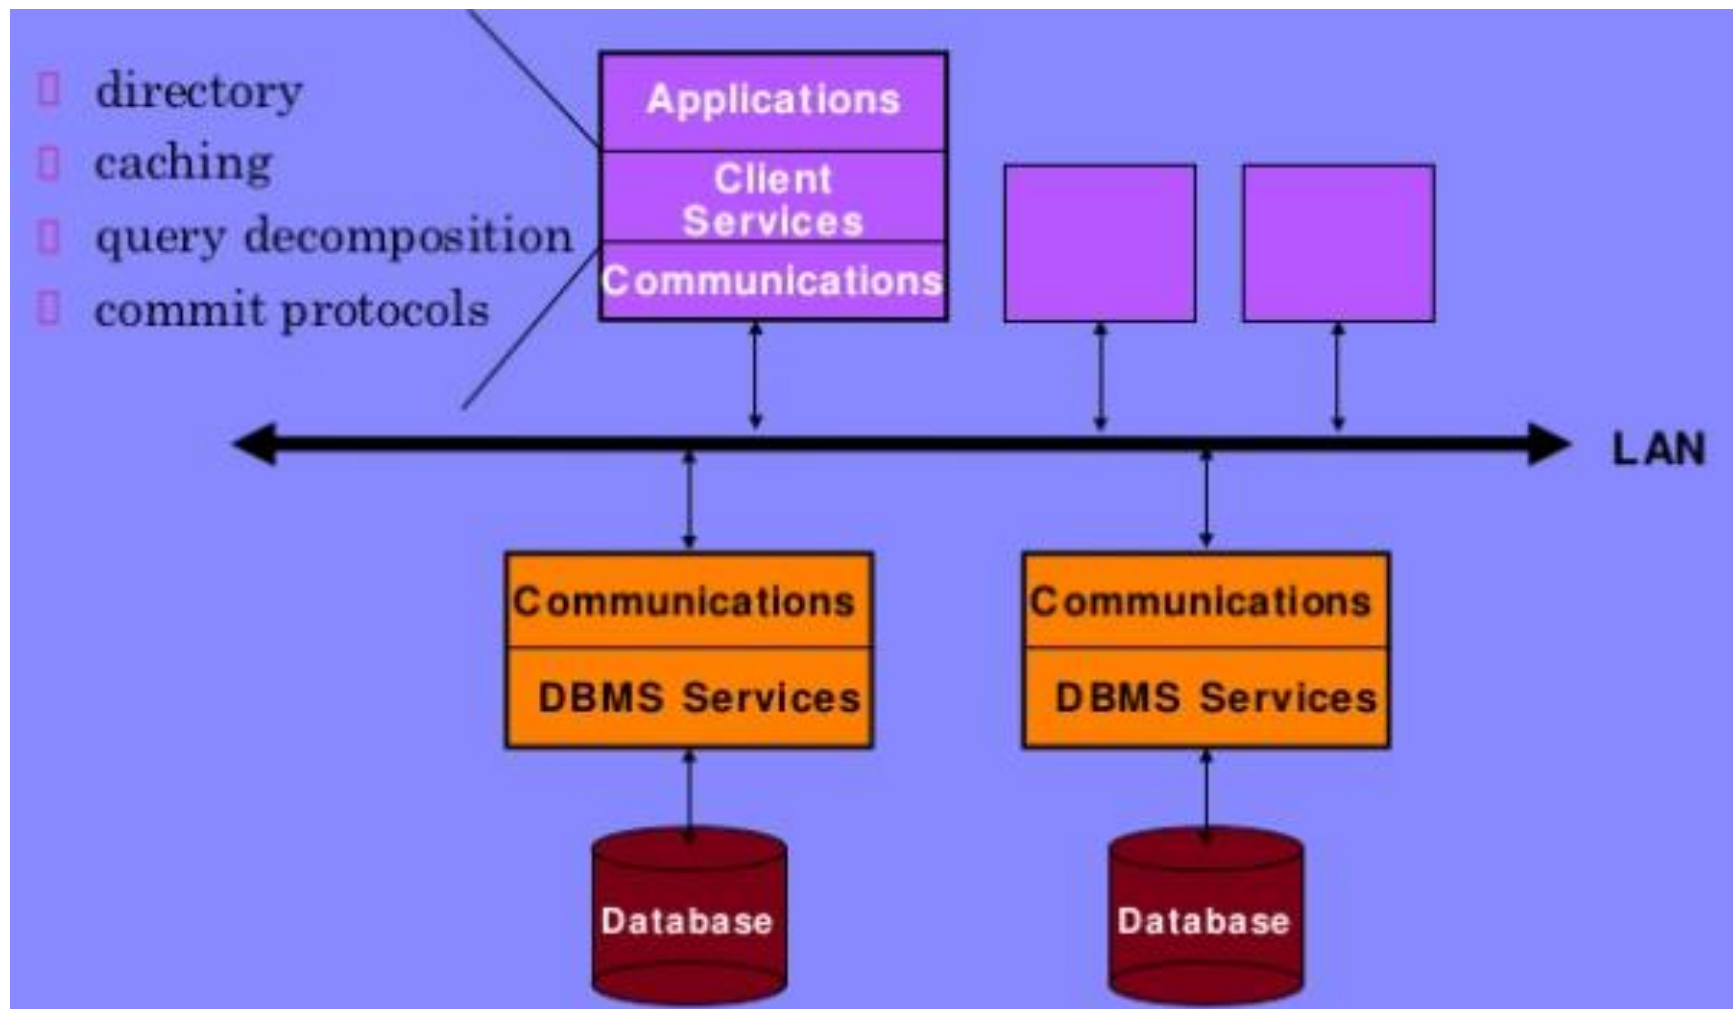 directory
caching
query decomposition
commit protocols
Applications
Client
Services
Communications
LAN
Communications
DBMS Services
Database
Communications
DBMS Services
Database